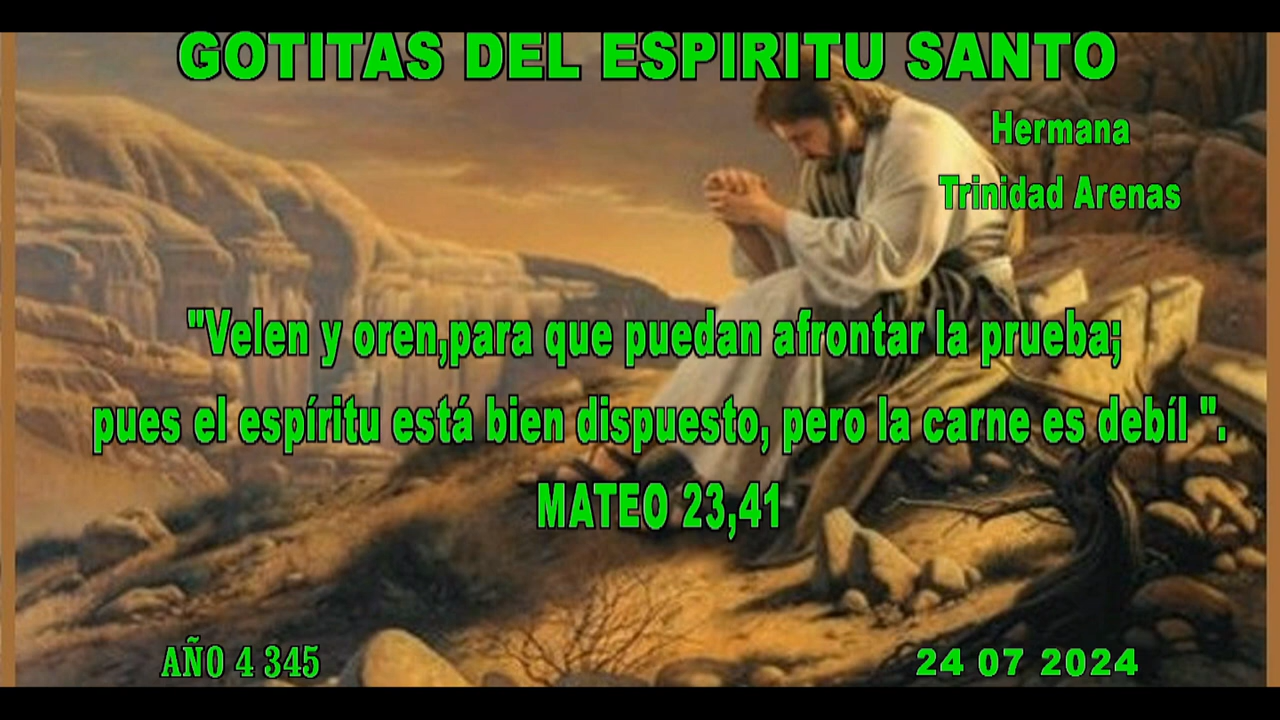 GOTITAS DEL ESPIRITU SANTO
Hermana
Trinidad Arenas
"Velen y oren,para que puedan afrontar la prueba;
pues el espíritu está bien dispuesto, pero la carne es debíl ".
MATEO 23,41
AÑO 4 345
24 07 2024